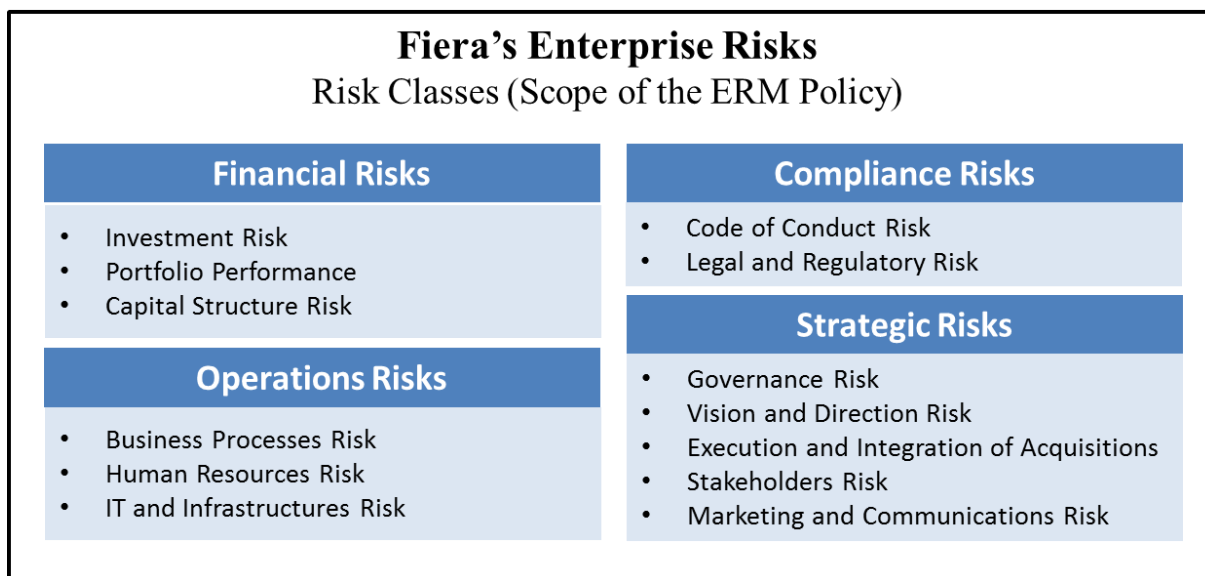 Fiera’s Enterprise Risks
Risk Classes (Scope of the ERM Policy)
Financial Risks
• Investment Risk
• Portfolio Performance
• Capital Structure Risk
Operations Risks
• Business Processes Risk
• Human Resources Risk
• IT and Infrastructures Risk
Compliance Risks
• Code of Conduct Risk
• Legal and Regulatory Risk
Strategic Risks
• Governance Risk
• Vision and Direction Risk
• Execution and Integration of Acquisitions
• Stakeholders Risk
• Marketing and Communications Risk